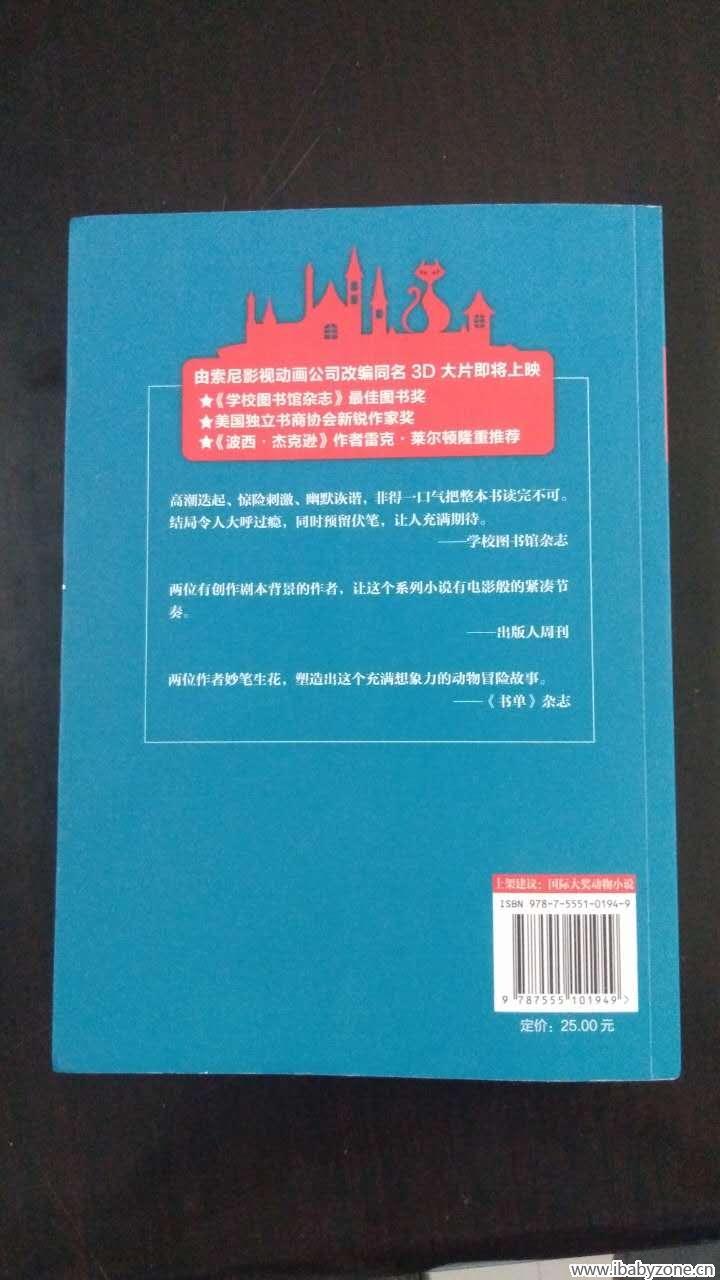 由索尼影视动画公司改编同名 3D 大片即将上映
★《学校图书馆杂志》最佳图书奖
★美国独立书商协会新锐作家奖
★《波西·杰克逊》作者雷克·莱尔顿隆重推荐
高潮迭起、惊险刺激、幽默诙谐，非得一口气把整本书读完不可。
结局令人大呼过瘾，同时预留伏笔，让人充满期待。
——学校图书馆杂志
两位有创作剧本背景的作者，让这个系列小说有电影般的紧凑节
奏。
——出版人周刊
两位作者妙笔生花，塑造出这个充满想象力的动物冒险故事。
——《书单》杂志
上架建议：国际大奖动物小说
ISBN 978-7-5551-0194-9
9 787555 101949 >
定价：25.00 元
www.ibabyzone.cn